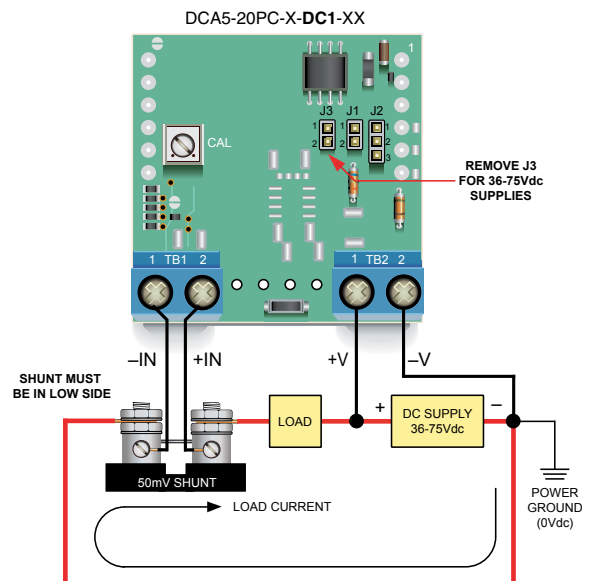 DCA5-20PC-X-DC1-XX
1
J3 J1 J2
1 1 1
2 2 2
3
CAL
REMOVE J3
FOR 36-75Vdc
SUPPLIES
1 TB1 2
1 TB2 2
–IN +IN
+V –V
SHUNT MUST
BE IN LOW SIDE
LOAD
+ –
DC SUPPLY
36-75Vdc
50mV SHUNT
LOAD CURRENT
POWER
GROUND
(0Vdc)